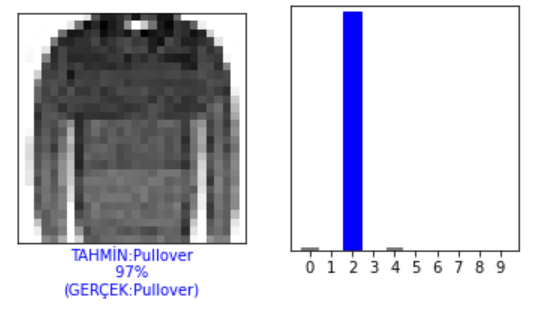 TAHMİN:Pullover
97%
(GERÇEK:Pullover)
0 1 2 3 4 5 6 7 8 9